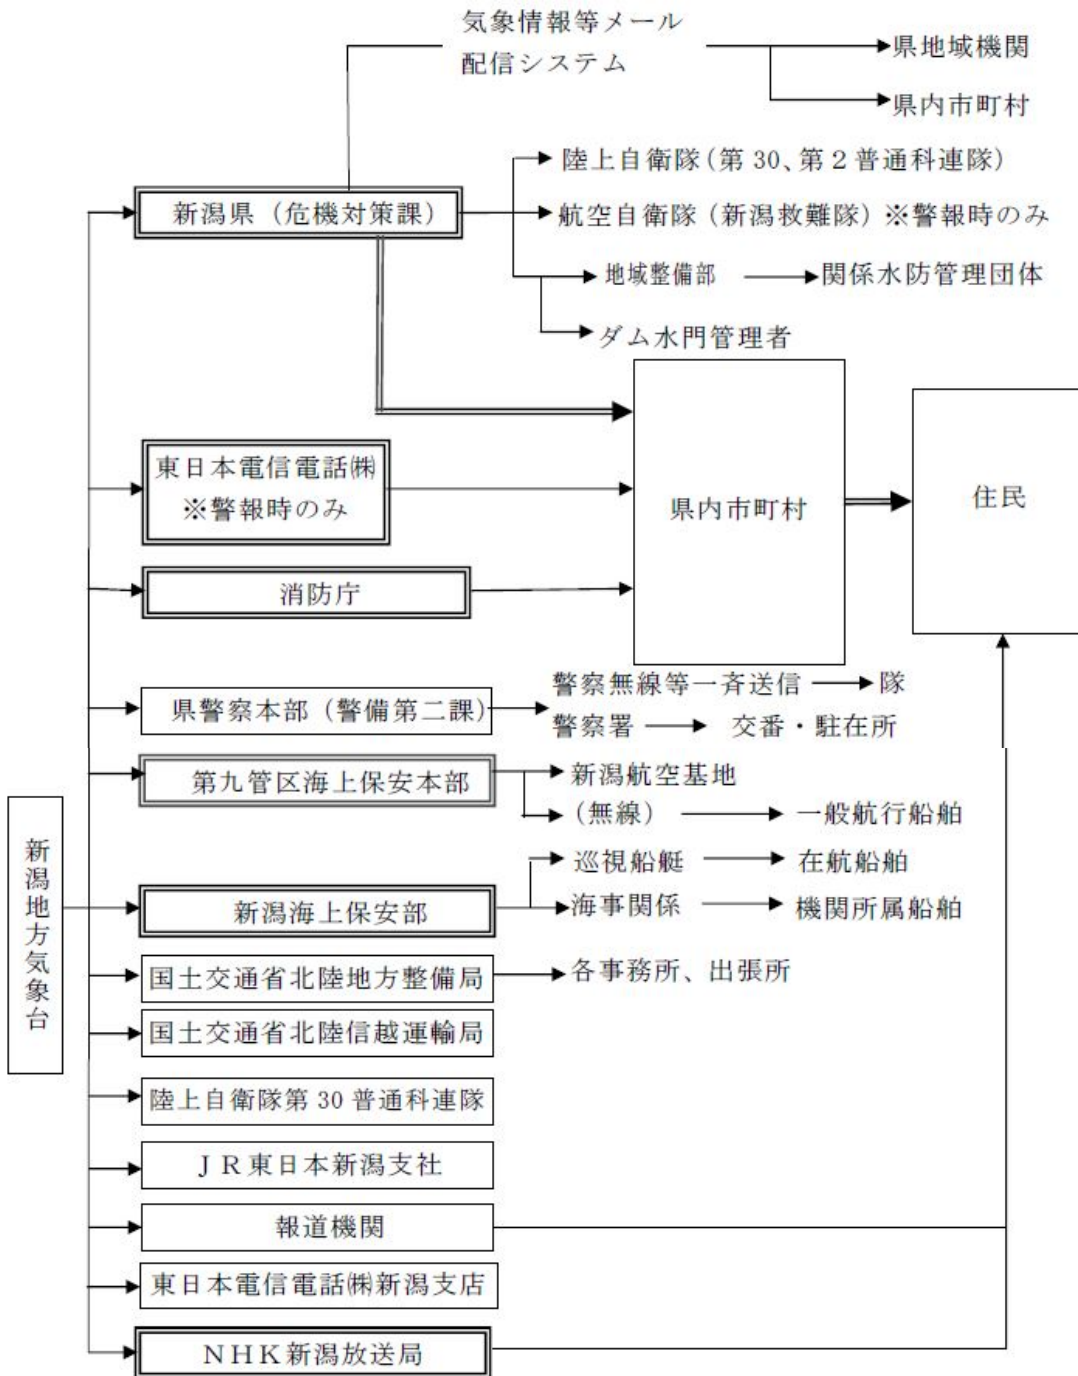 気象情報等メール
配信システム
県地域機関
県内市町村
陸上自衛隊（第30、第２普通科連隊）
新潟県（危機対策課）
航空自衛隊（新潟救難隊）※警報時のみ
地域整備部
関係水防管理団体
ダム水門管理者
東日本電信電話㈱
※警報時のみ
県内市町村
住民
消防庁
警察無線等一斉送信
隊
県警察本部（警備第二課）
警察署
交番・駐在所
第九管区海上保安本部
新潟航空基地
（無線）
一般航行船舶
新潟地方気象台
巡視船艇
在航船舶
新潟海上保安部
海事関係
機関所属船舶
国土交通省北陸地方整備局
各事務所、出張所
国土交通省北陸信越運輸局
陸上自衛隊第30普通科連隊
ＪＲ東日本新潟支社
報道機関
東日本電信電話㈱新潟支店
ＮＨＫ新潟放送局